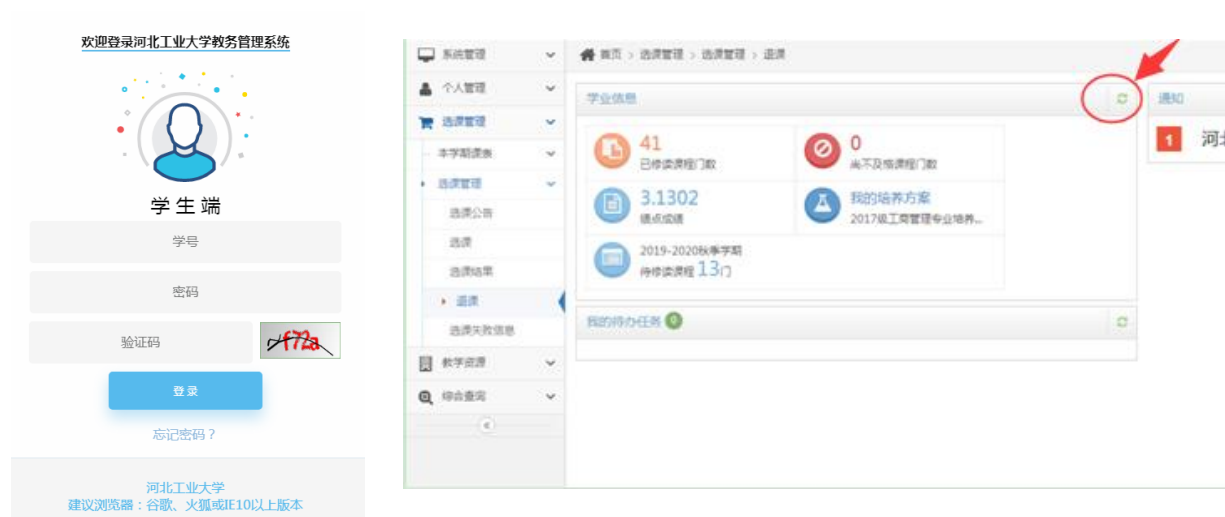 欢迎登录河北工业大学教务管理系统
学生端
学号
密码
验证码
f72a
登录
忘记密码？
河北工业大学
建议浏览器：谷歌、火狐或IE10以上版本
系统管理
个人管理
选课管理
本学期课表
选课管理
选课公告
选课
选课结果
退课
选课失败信息
教学资源
综合查询
首页 > 选课管理 > 选课管理 > 退课
学业信息
41
已修读课程门数
0
尚不及格课程门数
3.1302
绩点成绩
我的培养方案
2017级工商管理专业培养...
2019-2020秋季学期
待修读课程 13门
我的待办任务 0
通知
1 河北